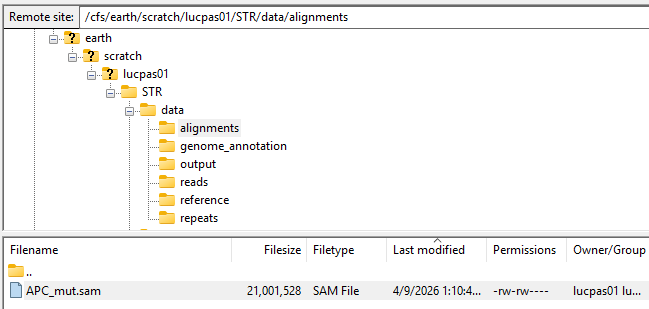 Remote site: /cfs/earth/scratch/lucpas01/STR/data/alignments
earth
scratch
lucpas01
STR
data
alignments
genome_annotation
output
reads
reference
repeats
Filename Filesize Filetype Last modified Permissions Owner/Group
..
APC_mut.sam 21,001,528 SAM File 4/9/2026 1:10:4... -rw-rw---- lucpas01 lu...